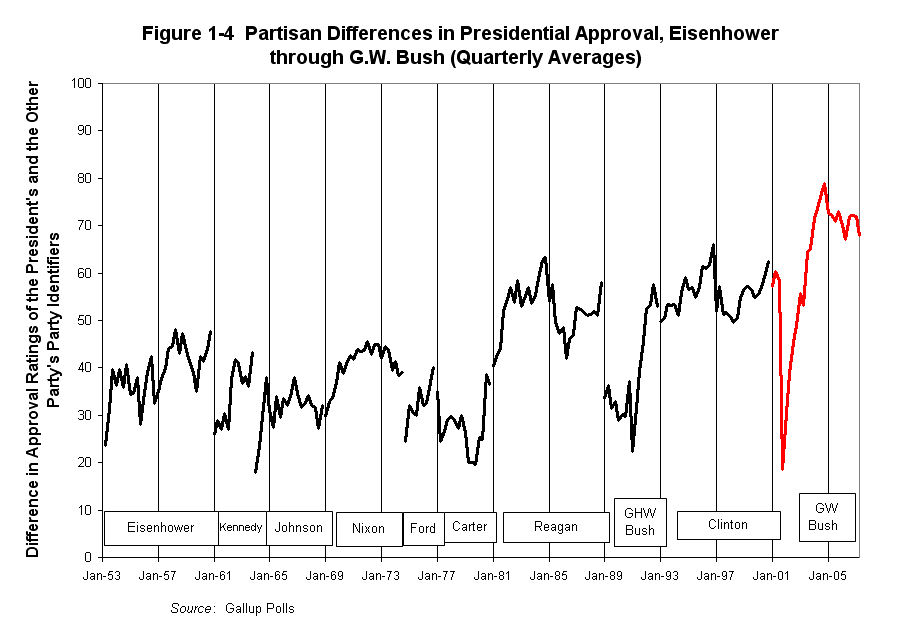 Figure 1-4 Partisan Differences in Presidential Approval, Eisenhower
through G.W. Bush (Quarterly Averages)
Difference in Approval Ratings of the President's and the Other
Party's Party Identifiers
100
90
80
70
60
50
40
30
20
10
0
Eisenhower
Kennedy
Johnson
Nixon
Ford
Carter
Reagan
GHW
Bush
Clinton
GW
Bush
Jan-53 Jan-57 Jan-61 Jan-65 Jan-69 Jan-73 Jan-77 Jan-81 Jan-85 Jan-89 Jan-93 Jan-97 Jan-01 Jan-05
Source: Gallup Polls